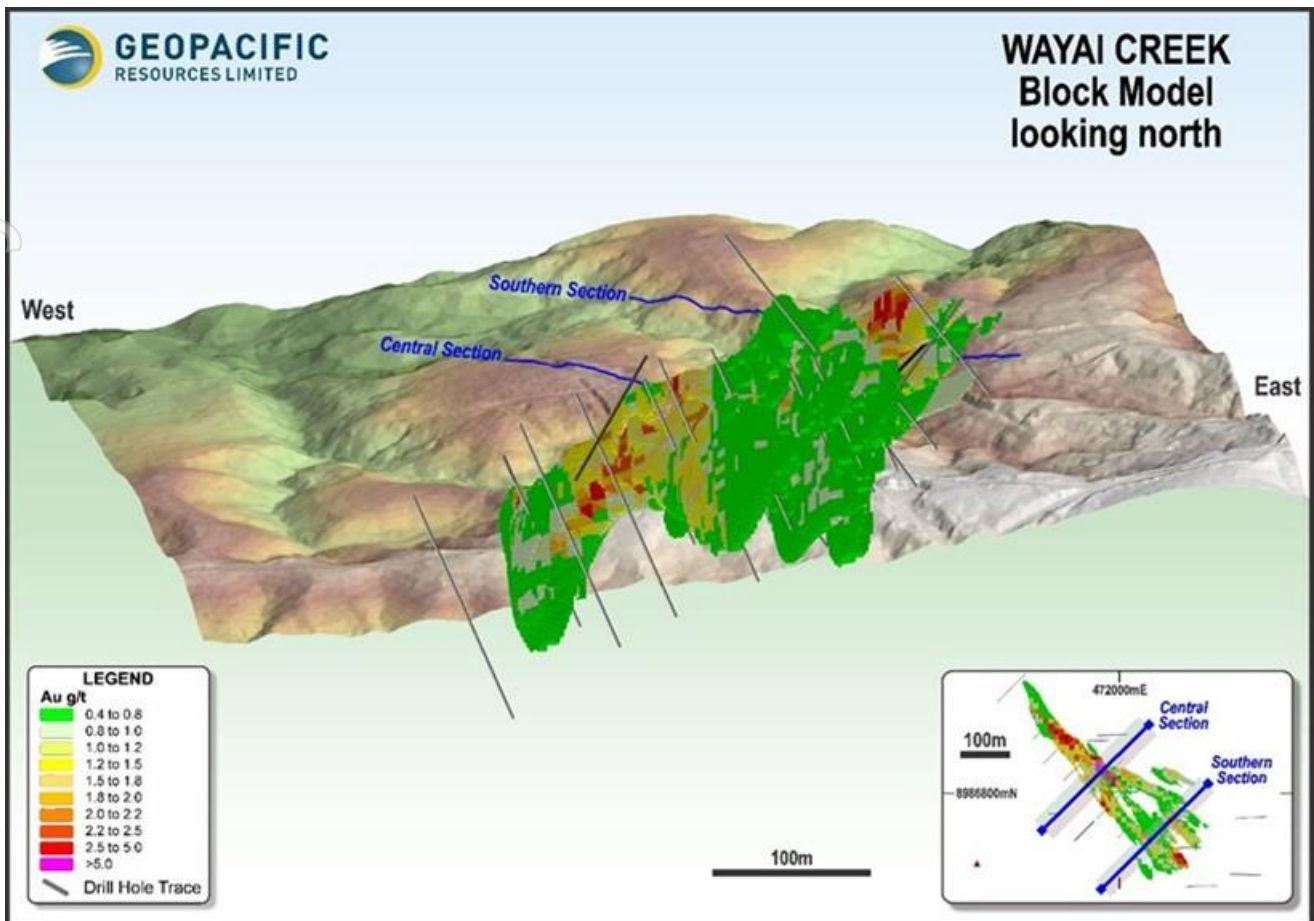 GEOPACIFIC
RESOURCES LIMITED
WAYAI CREEK
Block Model
looking north
Southern Section
West
Central Section
East
LEGEND
Au g/t
0.4 to 0.8
0.8 to 1.0
1.0 to 1.2
1.2 to 1.5
1.5 to 1.8
1.8 to 2.0
2.0 to 2.2
2.2 to 2.5
2.5 to 5.0
>5.0
Drill Hole Trace
100m
472000mE
Central
Section
100m
Southern
Section
8986800mN